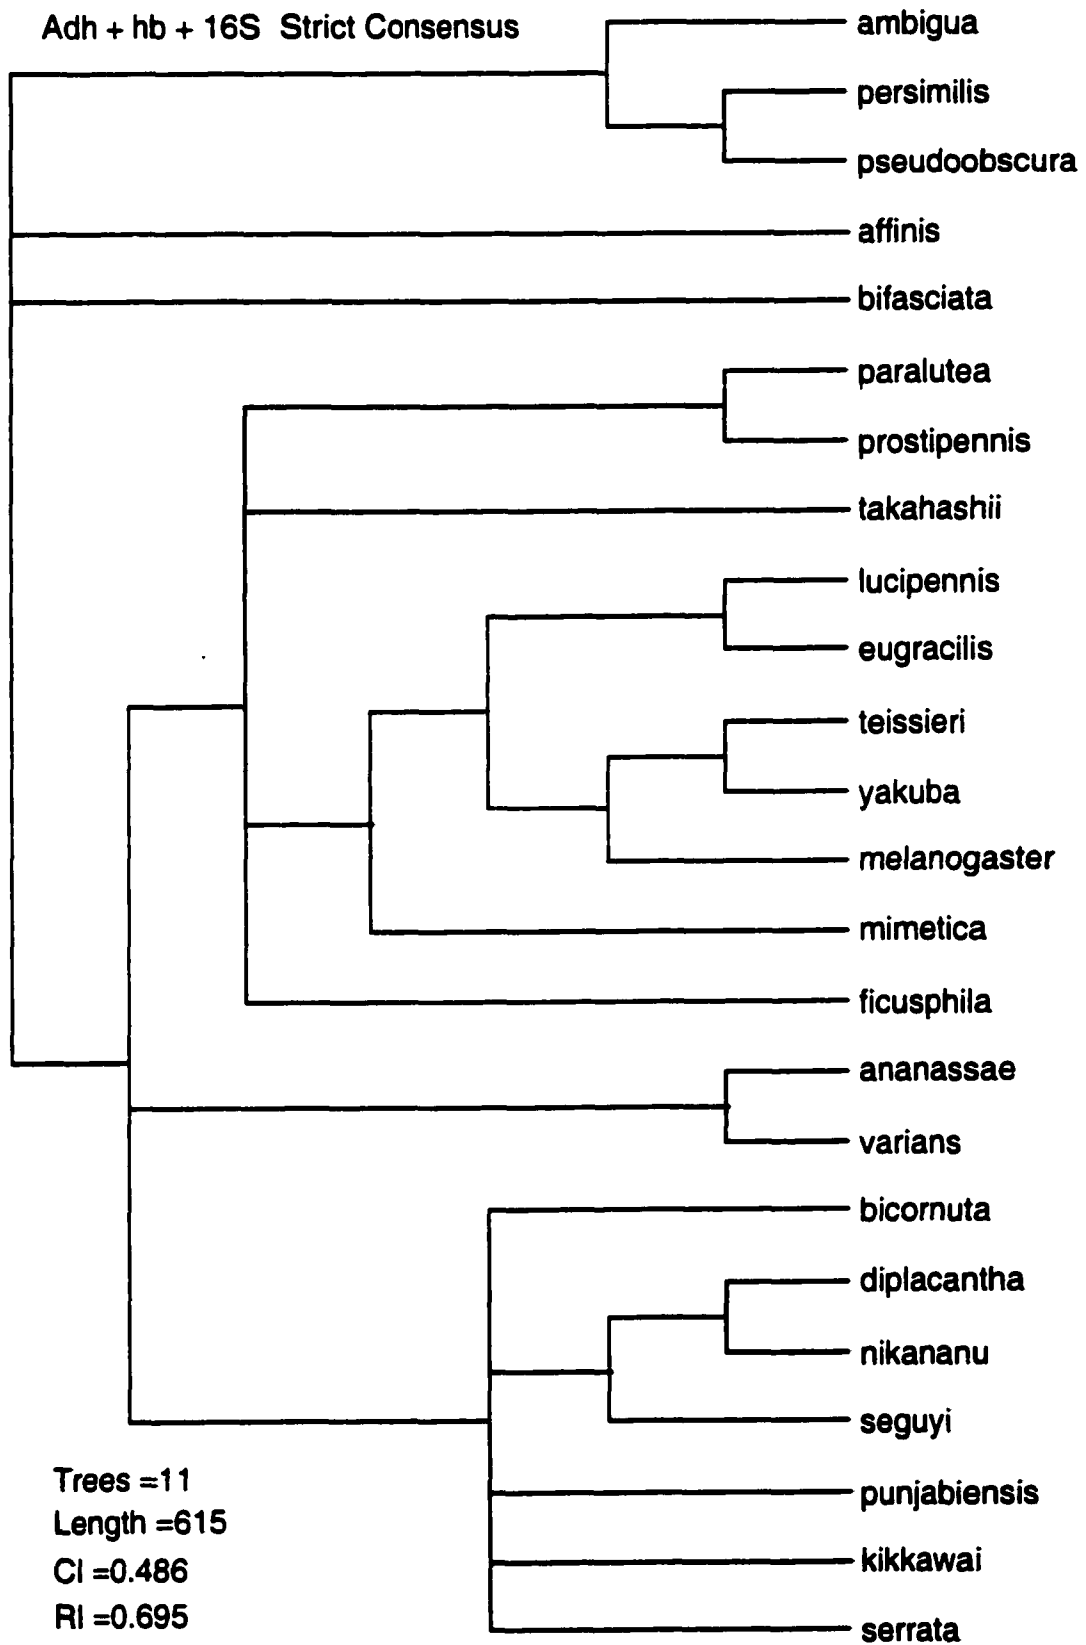 Adh + hb + 16S Strict Consensus
ambigua
persimilis
pseudoobscura
affinis
bifasciata
paralutea
prostipennis
takahashii
lucipennis
eugracilis
teissieri
yakuba
melanogaster
mimetica
ficusphila
ananassae
varians
bicornuta
diplacantha
nikananu
seguyi
punjabiensis
kikkawai
serrata
Trees =11
Length =615
CI =0.486
RI =0.695